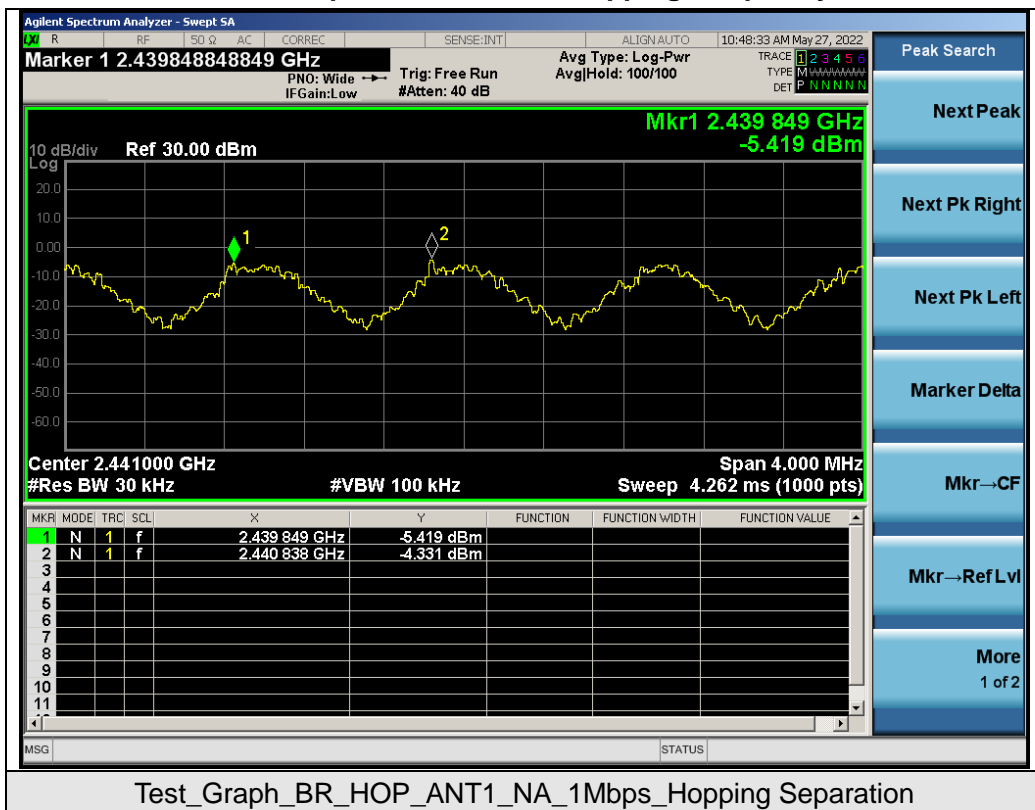 Agilent Spectrum Analyzer - Swept SA
LXI R RF 50 Ω AC CORREC SENSE:INT ALIGN AUTO 10:48:33 AM May 27, 2022
Marker 1 2.439848848849 GHz
PNO: Wide
IFGain:Low
Trig: Free Run
#Atten: 40 dB
Avg Type: Log-Pwr
Avg|Hold: 100/100
TRACE 1 2 3 4 5 6
TYPE M
DET P N N N N N
Peak Search
Next Peak
Next Pk Right
Next Pk Left
Marker Delta
Mkr→CF
Mkr→Ref Lvl
More
1 of 2
Mkr1 2.439 849 GHz
-5.419 dBm
10 dB/div Ref 30.00 dBm
Log
20.0
10.0
0.00
-10.0
-20.0
-30.0
-40.0
-50.0
-60.0
1
2
Center 2.441000 GHz Span 4.000 MHz
#Res BW 30 kHz #VBW 100 kHz Sweep 4.262 ms (1000 pts)
MKR MODE TRC SCL X Y FUNCTION FUNCTION WIDTH FUNCTION VALUE
1 N 1 f 2.439 849 GHz -5.419 dBm
2 N 1 f 2.440 838 GHz -4.331 dBm
3
4
5
6
7
8
9
10
11
MSG STATUS
Test_Graph_BR_HOP_ANT1_NA_1Mbps_Hopping Separation